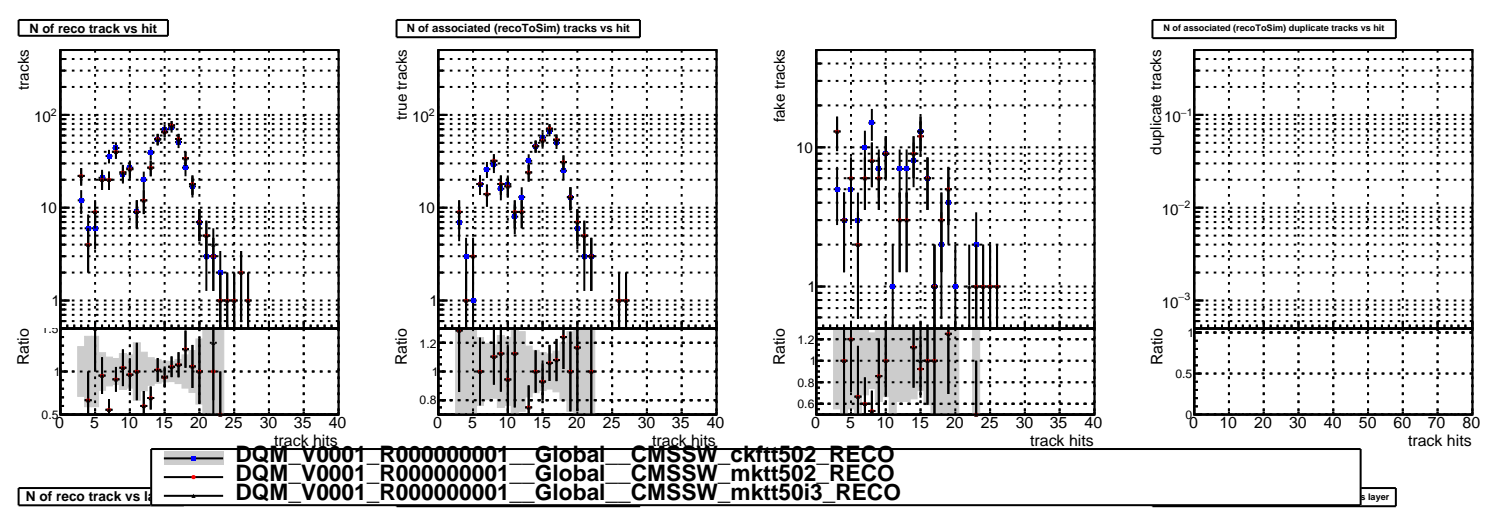 N of reco track vs hit
N of associated (recoToSim) tracks vs hit
N of associated (recoToSim) duplicate tracks vs hit
tracks
10²
10
1
Ratio
1.5
1
0.5
0 5 10 15 20 25 30 35 40
track hits
true tracks
10²
10
1
Ratio
1.2
1
0.8
0 5 10 15 20 25 30 35 40
track hits
fake tracks
10
1
Ratio
1.2
1
0.8
0.6
0 5 10 15 20 25 30 35 40
track hits
duplicate tracks
10⁻¹
10⁻²
10⁻³
Ratio
1
0.5
0
0 10 20 30 40 50 60 70 80
track hits
DQM_V0001_R000000001__Global__CMSSW_ckftt502_RECO
DQM_V0001_R000000001__Global__CMSSW_mktt502_RECO
DQM_V0001_R000000001__Global__CMSSW_mktt50i3_RECO
N of reco track vs la
s layer